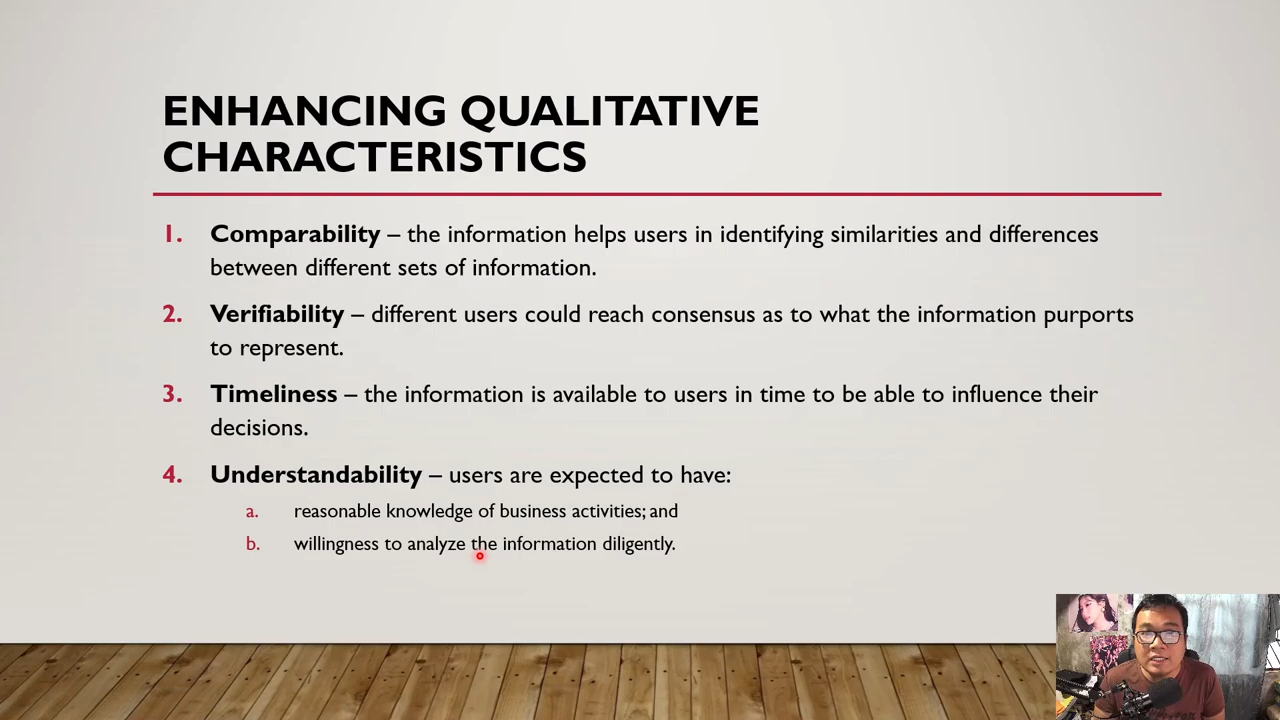 ENHANCING QUALITATIVE
CHARACTERISTICS
1. Comparability – the information helps users in identifying similarities and differences
between different sets of information.
2. Verifiability – different users could reach consensus as to what the information purports
to represent.
3. Timeliness – the information is available to users in time to be able to influence their
decisions.
4. Understandability – users are expected to have:
a. reasonable knowledge of business activities; and
b. willingness to analyze the information diligently.